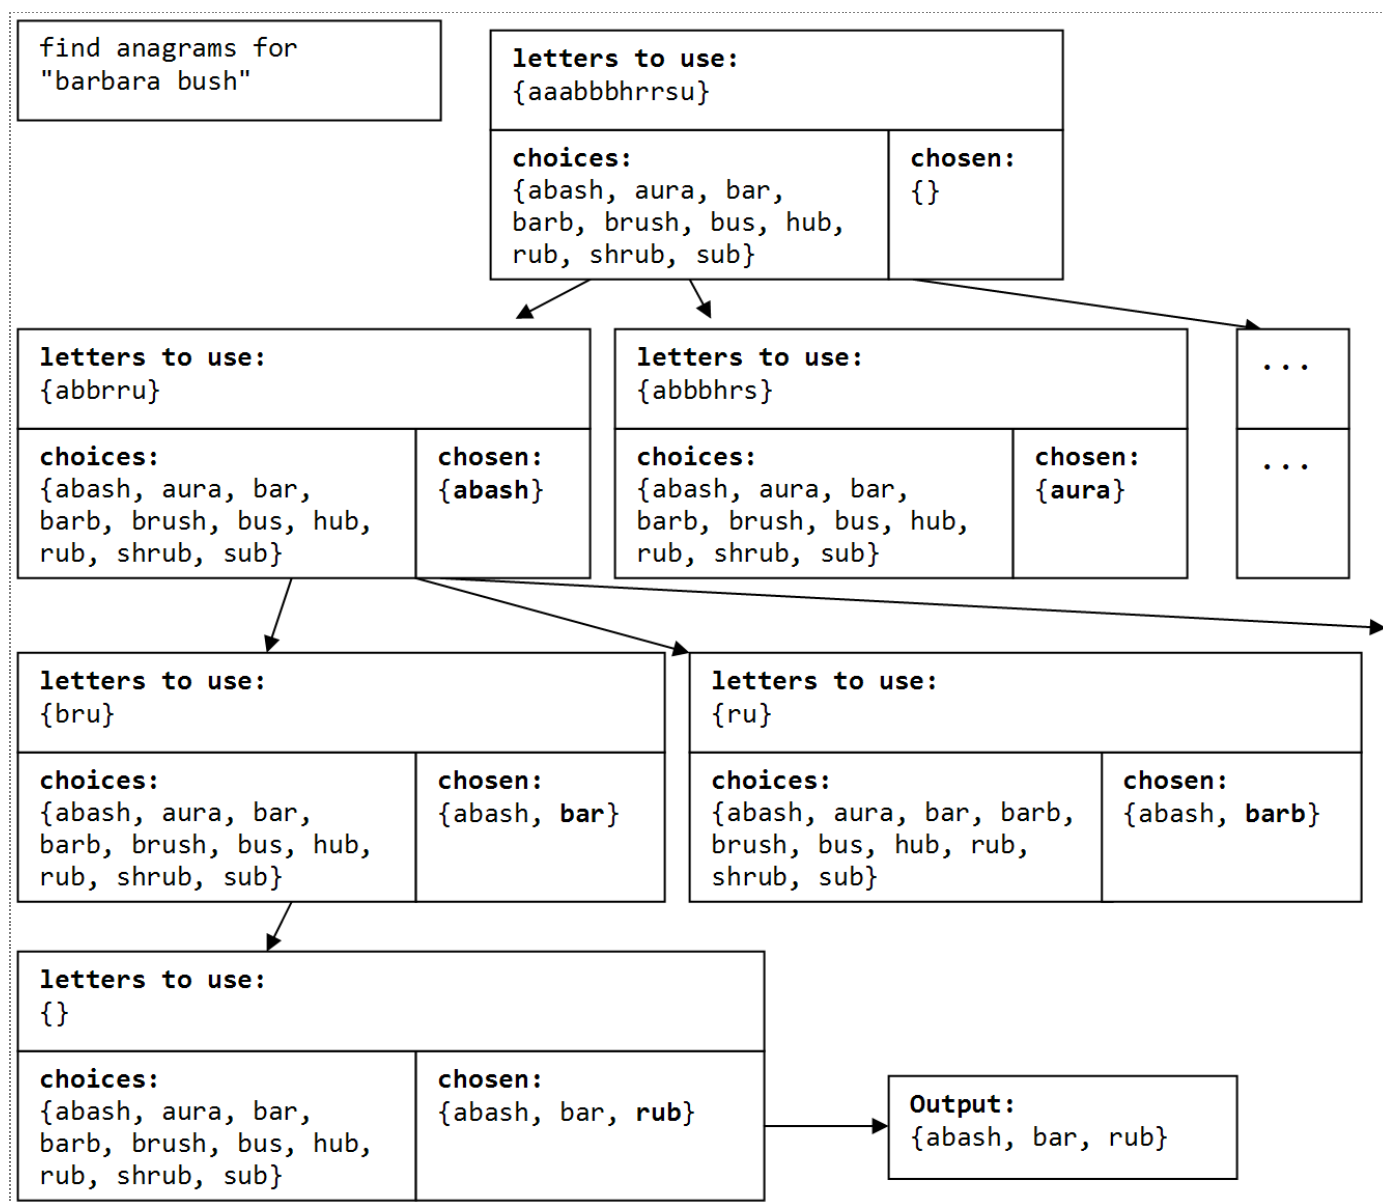 find anagrams for
"barbara bush"
letters to use:
{aaabbbhrrsu}
choices:
{abash, aura, bar,
barb, brush, bus, hub,
rub, shrub, sub}
chosen:
{}
letters to use:
{abbrru}
choices:
{abash, aura, bar,
barb, brush, bus, hub,
rub, shrub, sub}
chosen:
{abash}
letters to use:
{abbbhrs}
choices:
{abash, aura, bar,
barb, brush, bus, hub,
rub, shrub, sub}
chosen:
{aura}
...
...
letters to use:
{bru}
choices:
{abash, aura, bar,
barb, brush, bus, hub,
rub, shrub, sub}
chosen:
{abash, bar}
letters to use:
{ru}
choices:
{abash, aura, bar, barb,
brush, bus, hub, rub,
shrub, sub}
chosen:
{abash, barb}
letters to use:
{}
choices:
{abash, aura, bar,
barb, brush, bus, hub,
rub, shrub, sub}
chosen:
{abash, bar, rub}
Output:
{abash, bar, rub}